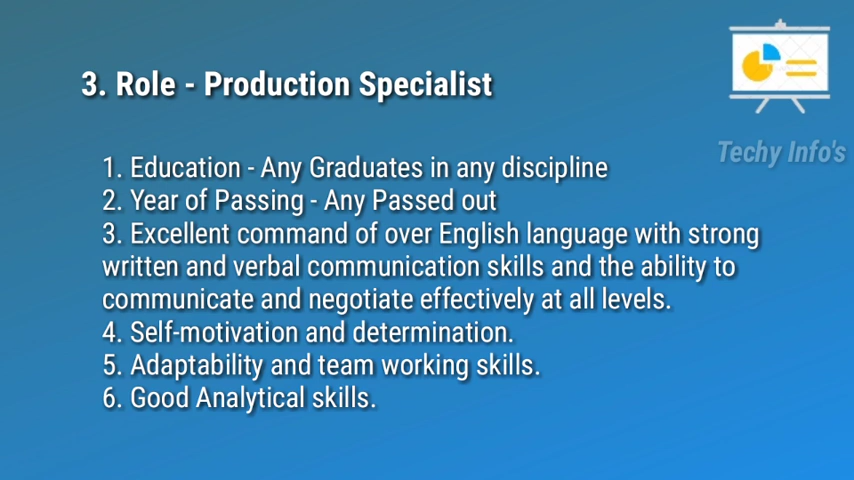 3. Role - Production Specialist
Techy Info's
1. Education - Any Graduates in any discipline
2. Year of Passing - Any Passed out
3. Excellent command of over English language with strong
written and verbal communication skills and the ability to
communicate and negotiate effectively at all levels.
4. Self-motivation and determination.
5. Adaptability and team working skills.
6. Good Analytical skills.